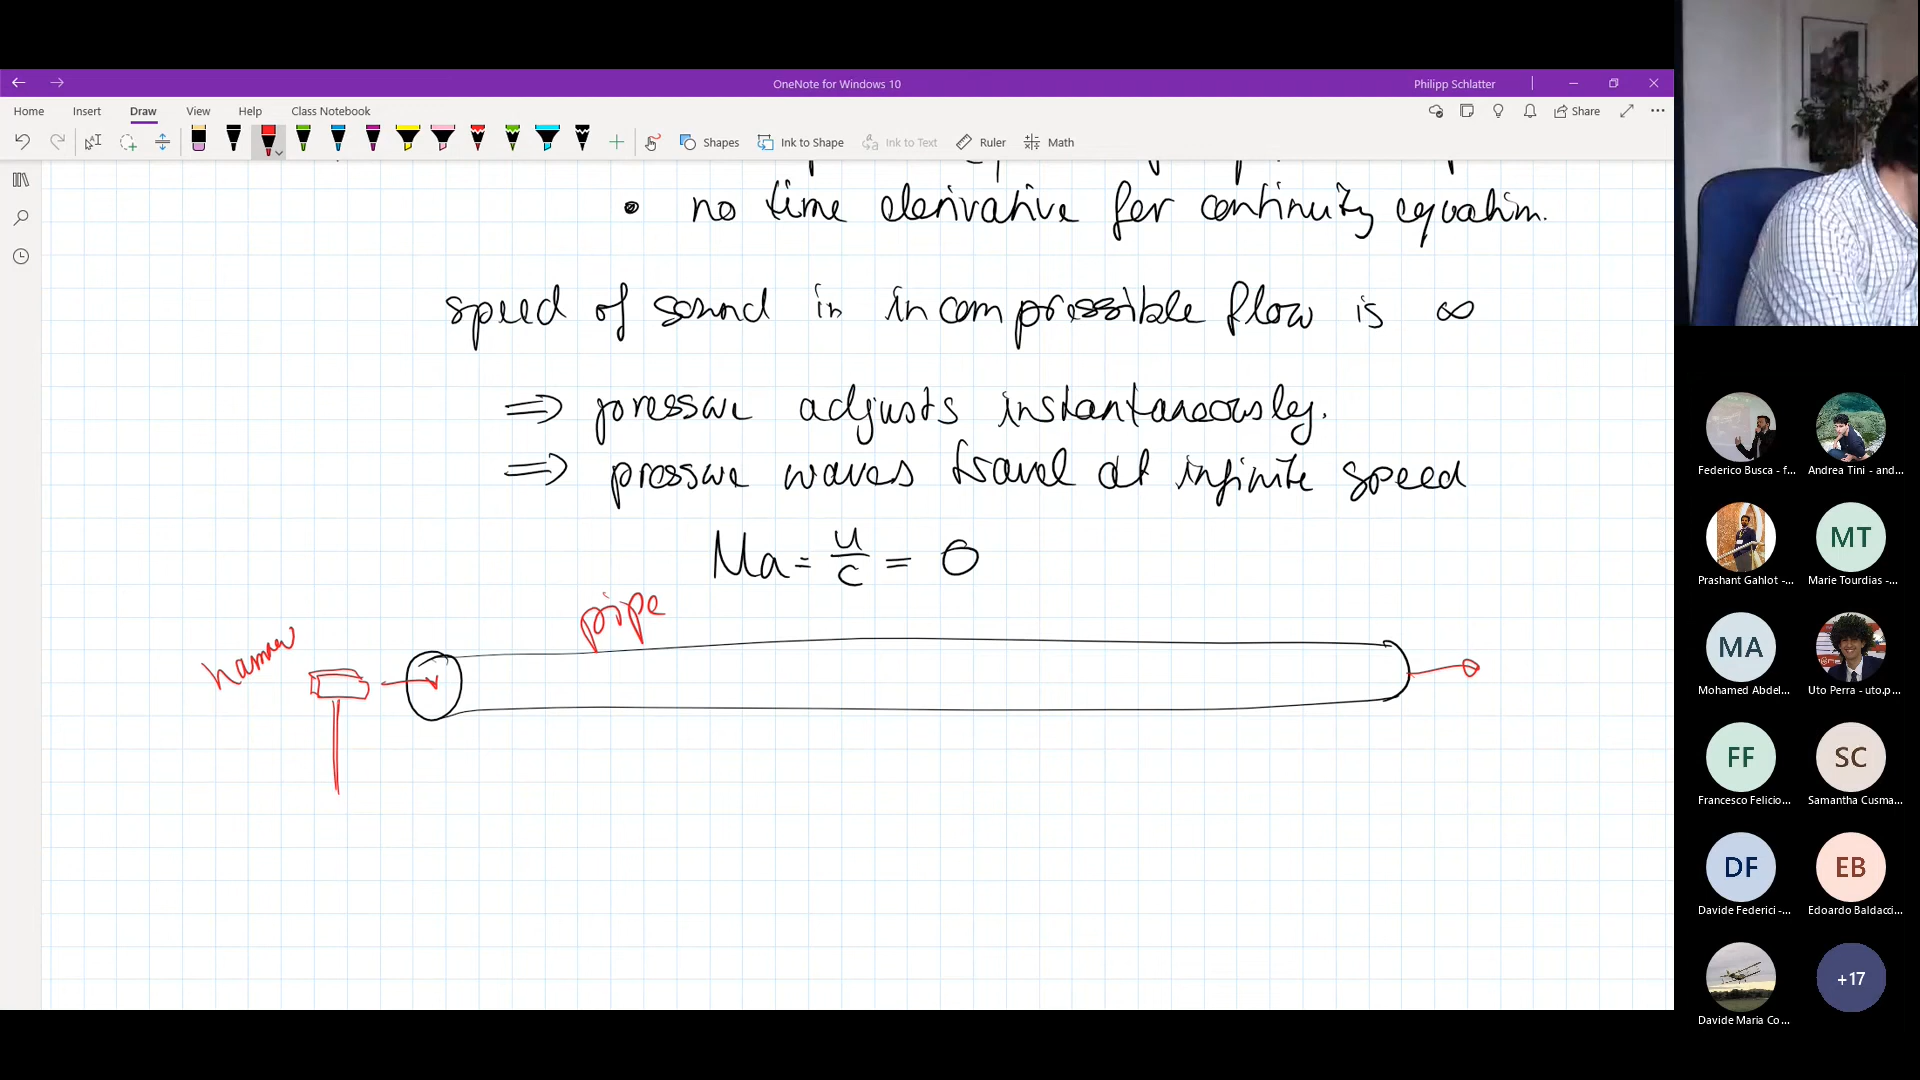 OneNote for Windows 10
Philipp Schlatter
Home Insert Draw View Help Class Notebook
Share
Shapes Ink to Shape Ink to Text Ruler Math
• no time derivative for continuity equation.
speed of sound in incompressible flow is ∞
⇒ pressure adjusts instantaneously.
⇒ pressure waves travel at infinite speed
Ma = u/c = 0
pipe
hammer
Federico Busca - f... Andrea Tini - and...
MT
Prashant Gahlot -... Marie Tourdias -...
MA
Mohamed Abdel... Uto Perra - uto.p...
FF SC
Francesco Felicio... Samantha Cusma...
DF EB
Davide Federici -... Edoardo Baldacci...
+17
Davide Maria Co...